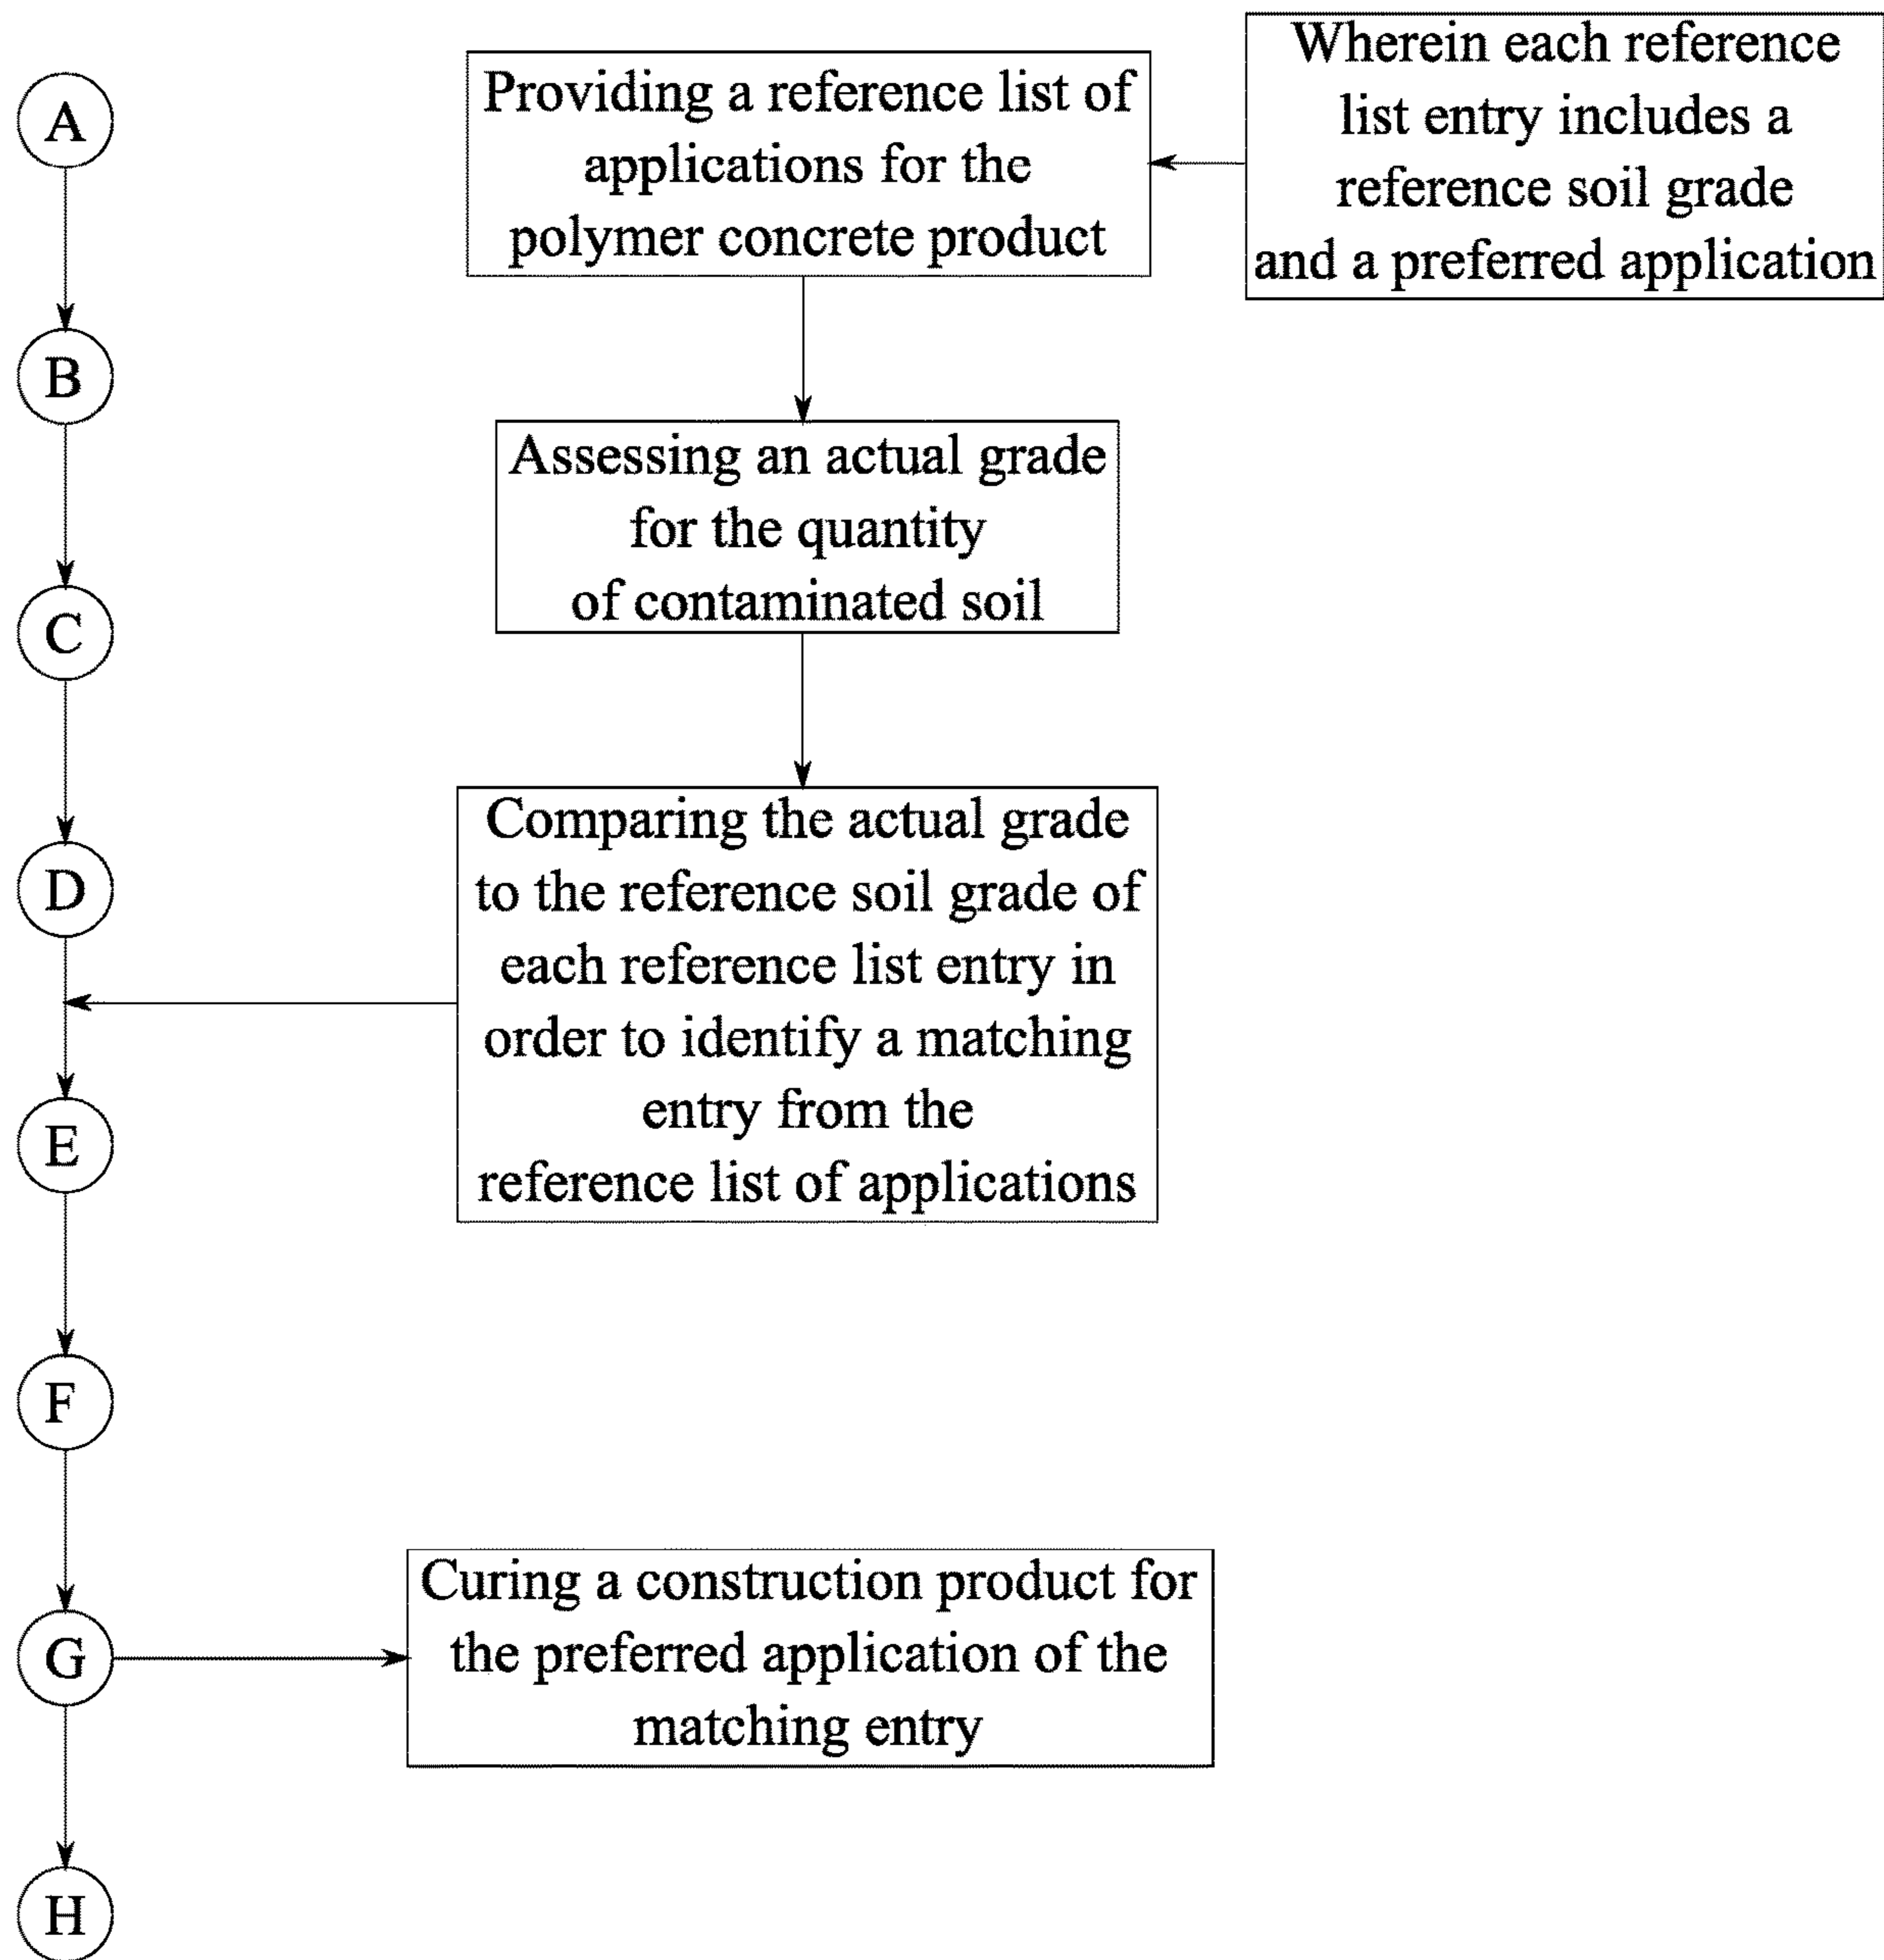 A
B
C
D
E
F
G
H
Providing a reference list of
applications for the
polymer concrete product
Wherein each reference
list entry includes a
reference soil grade
and a preferred application
Assessing an actual grade
for the quantity
of contaminated soil
Comparing the actual grade
to the reference soil grade of
each reference list entry in
order to identify a matching
entry from the
reference list of applications
Curing a construction product for
the preferred application of the
matching entry